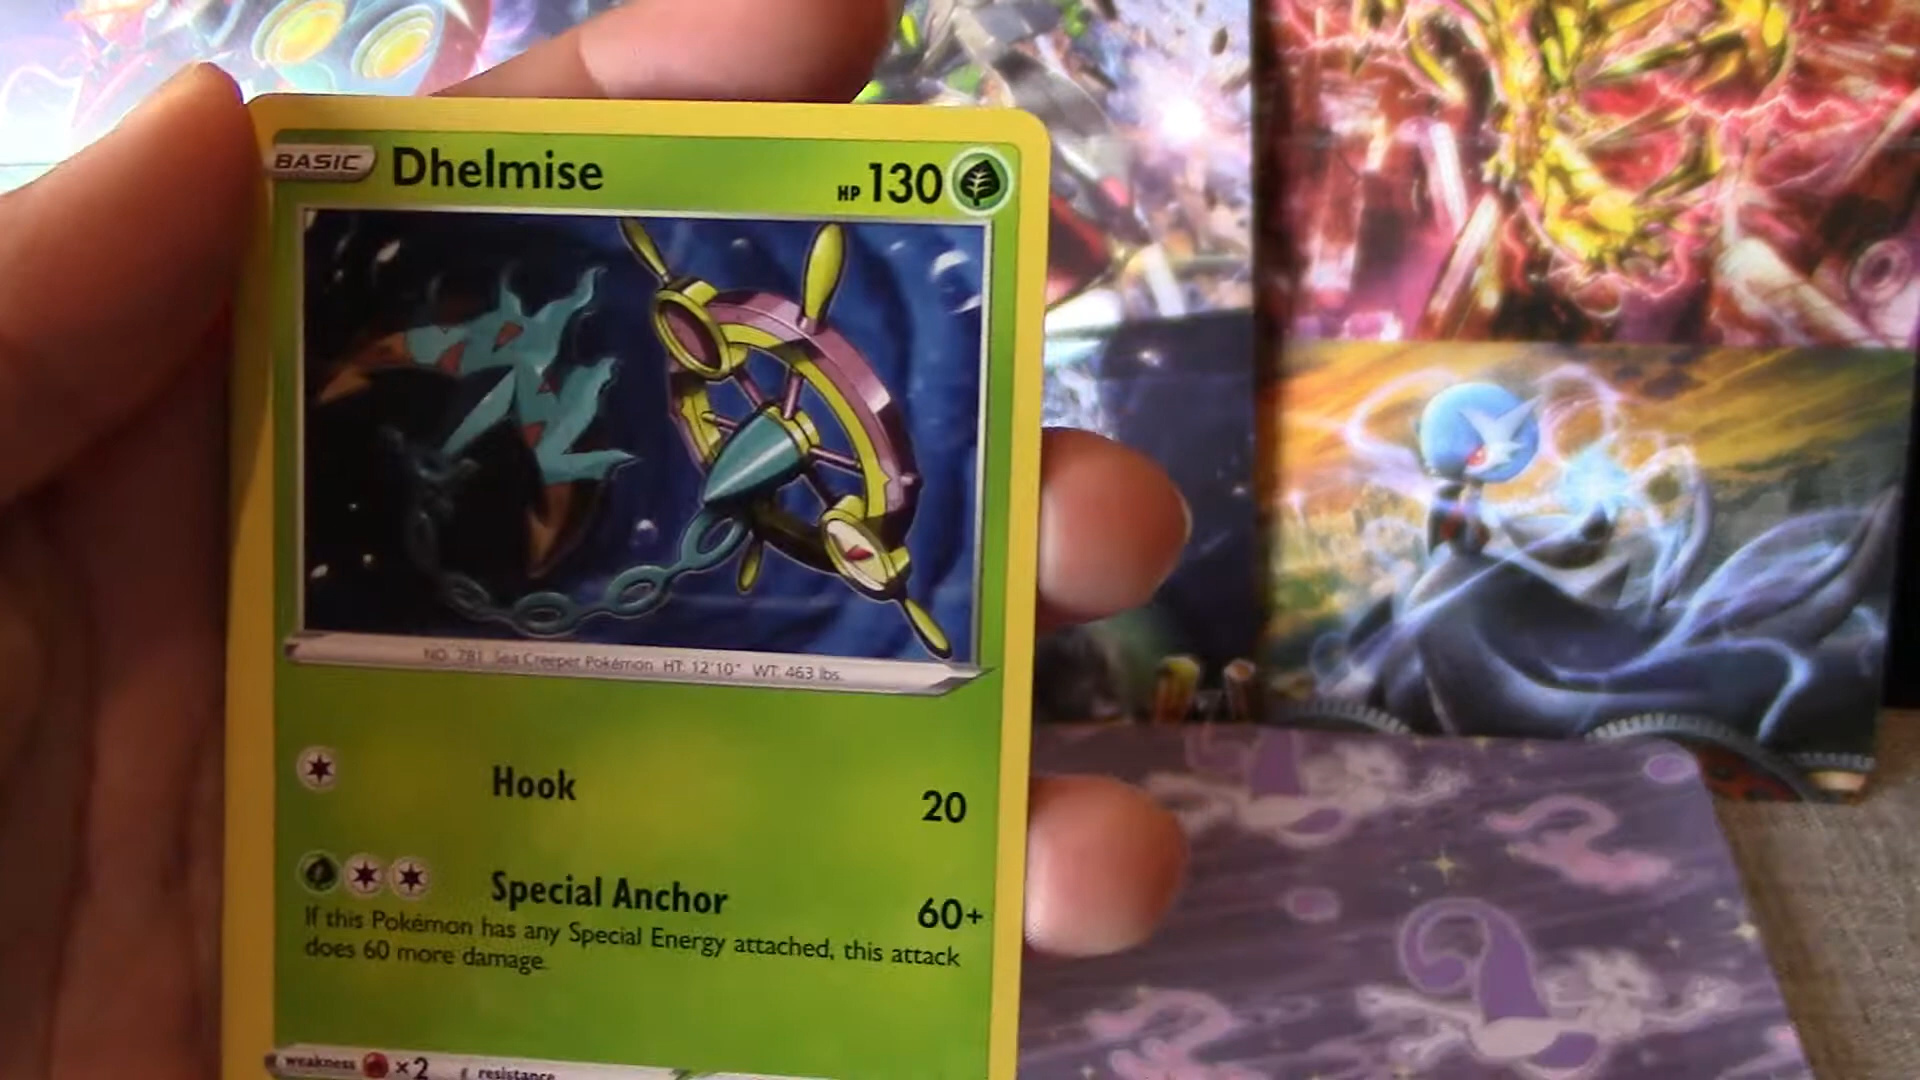 BASIC Dhelmise HP 130
NO. 781 Sea Creeper Pokémon HT: 12'10" WT: 463 lbs.
Hook 20
Special Anchor 60+
If this Pokémon has any Special Energy attached, this attack
does 60 more damage.
weakness ×2 resistance